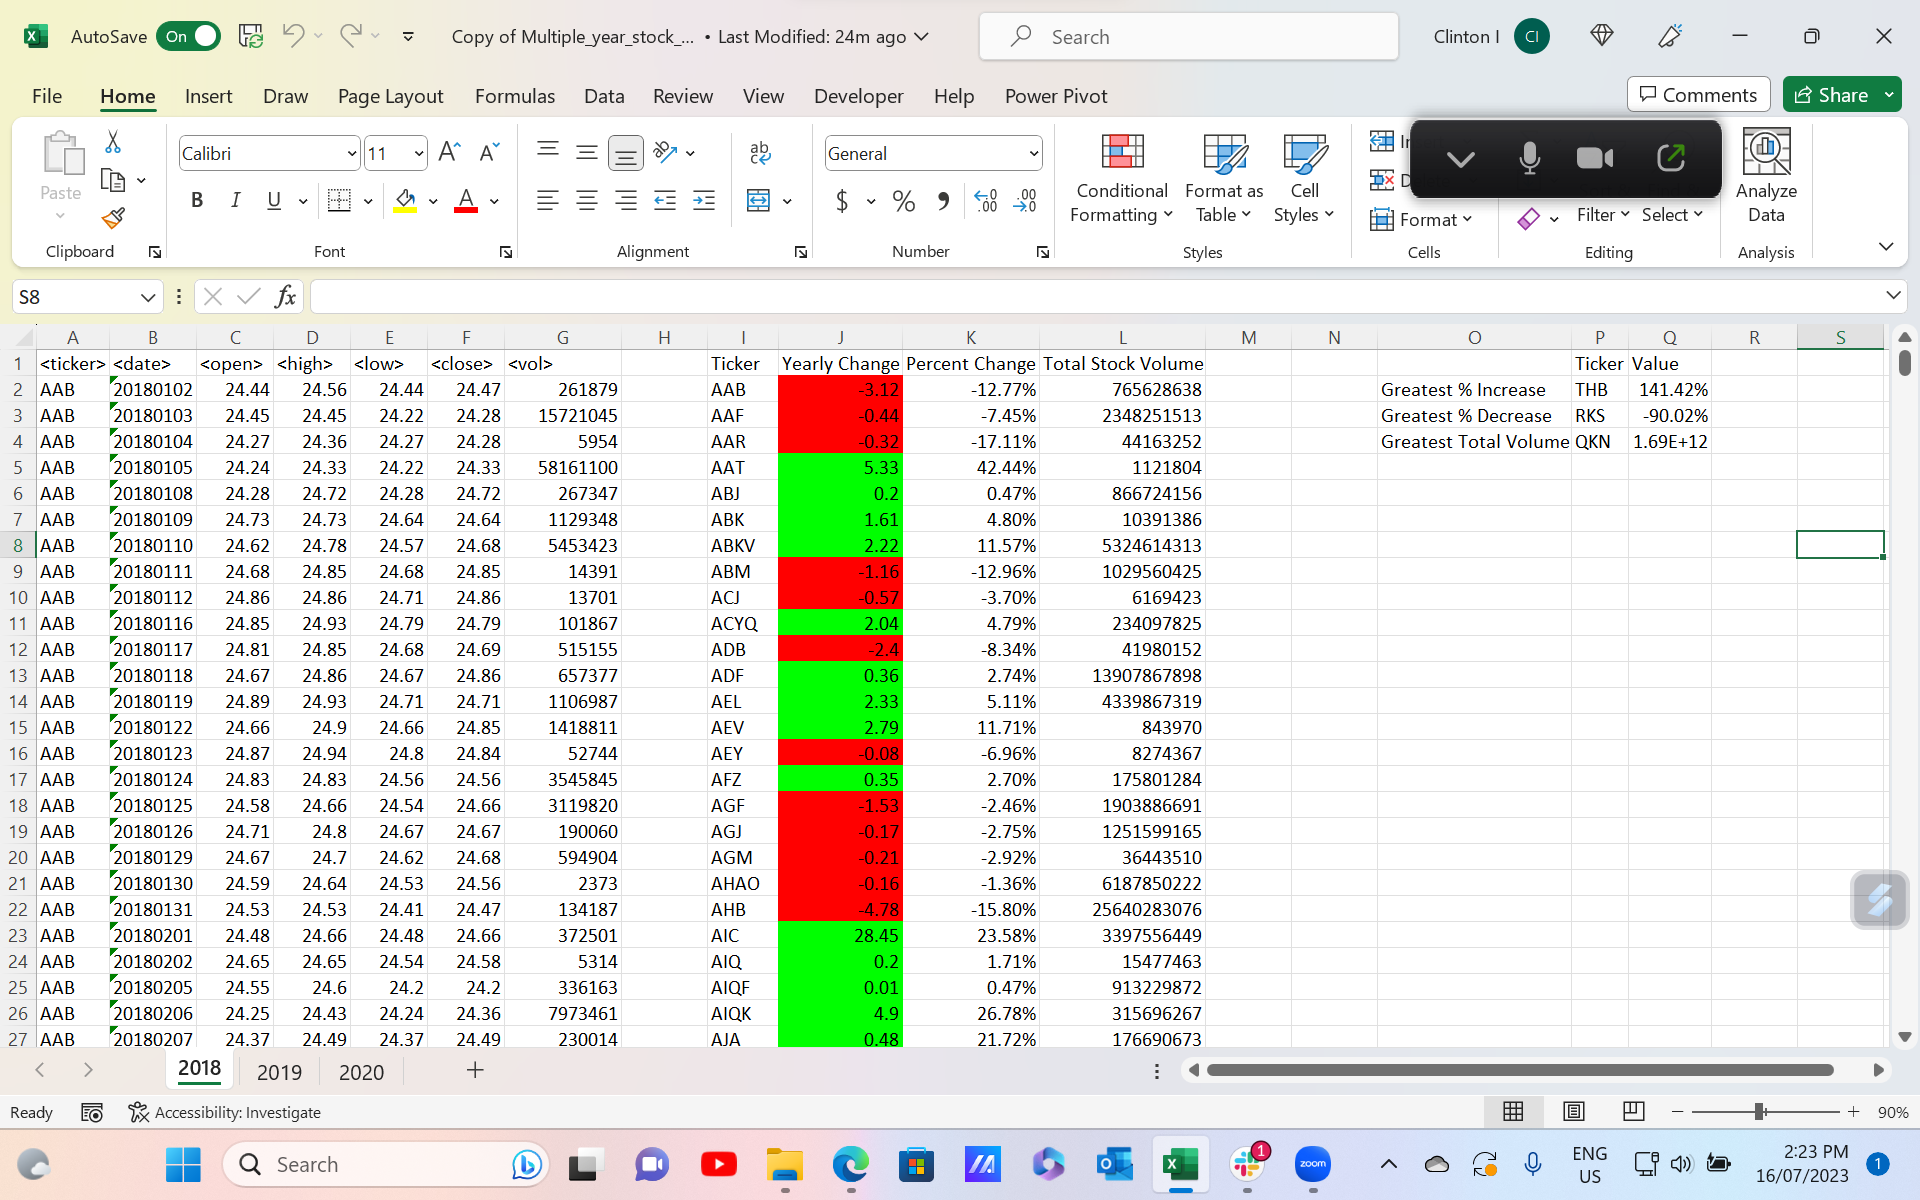 AutoSave On Copy of Multiple_year_stock_... • Last Modified: 24m ago Search Clinton I CI
File Home Insert Draw Page Layout Formulas Data Review View Developer Help Power Pivot Comments Share
Paste
Clipboard
Calibri 11
B I U A
Font
ab
Alignment
General
$ % 
Number
Conditional Formatting
Format as Table
Cell Styles
Styles
Format
Cells
Filter
Select
Editing
Analyze Data
Analysis
S8 fx
A B C D E F G H I J K L M N O P Q R S
1 <ticker> <date> <open> <high> <low> <close> <vol> Ticker Yearly Change Percent Change Total Stock Volume Ticker Value
2 AAB 20180102 24.44 24.56 24.44 24.47 261879 AAB -3.12 -12.77% 765628638 Greatest % Increase THB 141.42%
3 AAB 20180103 24.45 24.45 24.22 24.28 15721045 AAF -0.44 -7.45% 2348251513 Greatest % Decrease RKS -90.02%
4 AAB 20180104 24.27 24.36 24.27 24.28 5954 AAR -0.32 -17.11% 44163252 Greatest Total Volume QKN 1.69E+12
5 AAB 20180105 24.24 24.33 24.22 24.33 58161100 AAT 5.33 42.44% 1121804
6 AAB 20180108 24.28 24.72 24.28 24.72 267347 ABJ 0.2 0.47% 866724156
7 AAB 20180109 24.73 24.73 24.64 24.64 1129348 ABK 1.61 4.80% 10391386
8 AAB 20180110 24.62 24.78 24.57 24.68 5453423 ABKV 2.22 11.57% 5324614313
9 AAB 20180111 24.68 24.85 24.68 24.85 14391 ABM -1.16 -12.96% 1029560425
10 AAB 20180112 24.86 24.86 24.71 24.86 13701 ACJ -0.57 -3.70% 6169423
11 AAB 20180116 24.85 24.93 24.79 24.79 101867 ACYQ 2.04 4.79% 234097825
12 AAB 20180117 24.81 24.85 24.68 24.69 515155 ADB -2.4 -8.34% 41980152
13 AAB 20180118 24.67 24.86 24.67 24.86 657377 ADF 0.36 2.74% 13907867898
14 AAB 20180119 24.89 24.93 24.71 24.71 1106987 AEL 2.33 5.11% 4339867319
15 AAB 20180122 24.66 24.9 24.66 24.85 1418811 AEV 2.79 11.71% 843970
16 AAB 20180123 24.87 24.94 24.8 24.84 52744 AEY -0.08 -6.96% 8274367
17 AAB 20180124 24.83 24.83 24.56 24.56 3545845 AFZ 0.35 2.70% 175801284
18 AAB 20180125 24.58 24.66 24.54 24.66 3119820 AGF -1.53 -2.46% 1903886691
19 AAB 20180126 24.71 24.8 24.67 24.67 190060 AGJ -0.17 -2.75% 1251599165
20 AAB 20180129 24.67 24.7 24.62 24.68 594904 AGM -0.21 -2.92% 36443510
21 AAB 20180130 24.59 24.64 24.53 24.56 2373 AHAO -0.16 -1.36% 6187850222
22 AAB 20180131 24.53 24.53 24.41 24.47 134187 AHB -4.78 -15.80% 25640283076
23 AAB 20180201 24.48 24.66 24.48 24.66 372501 AIC 28.45 23.58% 3397556449
24 AAB 20180202 24.65 24.65 24.54 24.58 5314 AIQ 0.2 1.71% 15477463
25 AAB 20180205 24.55 24.6 24.2 24.2 336163 AIQF 0.01 0.47% 913229872
26 AAB 20180206 24.25 24.43 24.24 24.36 7973461 AIQK 4.9 26.78% 315696267
27 AAB 20180207 24.37 24.49 24.37 24.49 230014 AJA 0.48 21.72% 176690673
2018 2019 2020 +
Ready Accessibility: Investigate 90%
Search zoom 1 ENG US 2:23 PM 16/07/2023 1